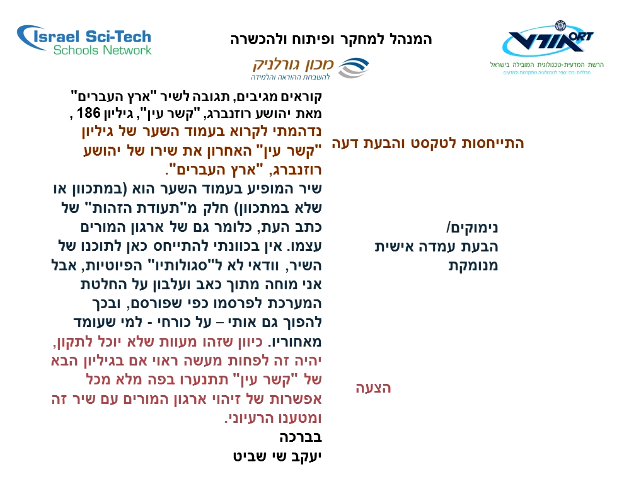 Israel Sci-Tech
Schools Network
המנהל למחקר ופיתוח ולהכשרה
מכון גורלניק
להשבחת ההוראה והלמידה
אורט ORT
הרשת המדעית-טכנולוגית המובילה בישראל
קוראים מגיבים, תגובה לשיר "ארץ העברים"
מאת יהושע רוזנברג, "קשר עין", גיליון 186 ,
נדהמתי לקרוא בעמוד השער של גיליון
"קשר עין" האחרון את שירו של יהושע
רוזנברג, "ארץ העברים".
התייחסות לטקסט והבעת דעה
שיר המופיע בעמוד השער הוא (במתכוון או
שלא במתכוון) חלק מ"תעודת הזהות" של
כתב העת, כלומר גם של ארגון המורים
עצמו. אין בכוונתי להתייחס כאן לתוכנו של
השיר, וודאי לא ל"סגולותיו" הפיוטיות, אבל
אני מוחה מתוך כאב ועלבון על החלטת
המערכת לפרסמו כפי שפורסם, ובכך
להפוך גם אותי – על כורחי - למי שעומד
מאחוריו. כיוון שזהו מעוות שלא יוכל לתקון,
נימוקים/
הבעת עמדה אישית
מנומקת
יהיה זה לפחות מעשה ראוי אם בגיליון הבא
של "קשר עין" תתנערו בפה מלא מכל
אפשרות של זיהוי ארגון המורים עם שיר זה
ומטענו הרעיוני.
הצעה
בברכה
יעקב שי שביט